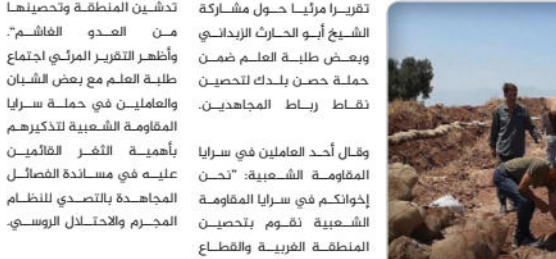 تقريرا مرئيا حول مشاركة
الشيخ أبو الحارث الزبداني
وبعض طلبة العلم ضمن
حملة حصن بلدك لتحصين
نقاط رباط المجاهدين.
وقال أحد العاملين في سرايا
المقاومة الشعبية: "نحن
إخوانكم في سرايا المقاومة
الشعبية نقوم بتحصين
المنطقة الغربية والقطاع
تدشين المنطقة وتحصينها
من العدو الغاشم".
وأظهر التقرير المرئي اجتماع
طلبة العلم مع بعض الشبان
والعاملين في حملة سرايا
المقاومة الشعبية لتذكيرهم
بأهمية الثغر القائمين
عليه في مساندة الفصائل
المجاهدة بالتصدي للنظام
المجرم والاحتلال الروسي.